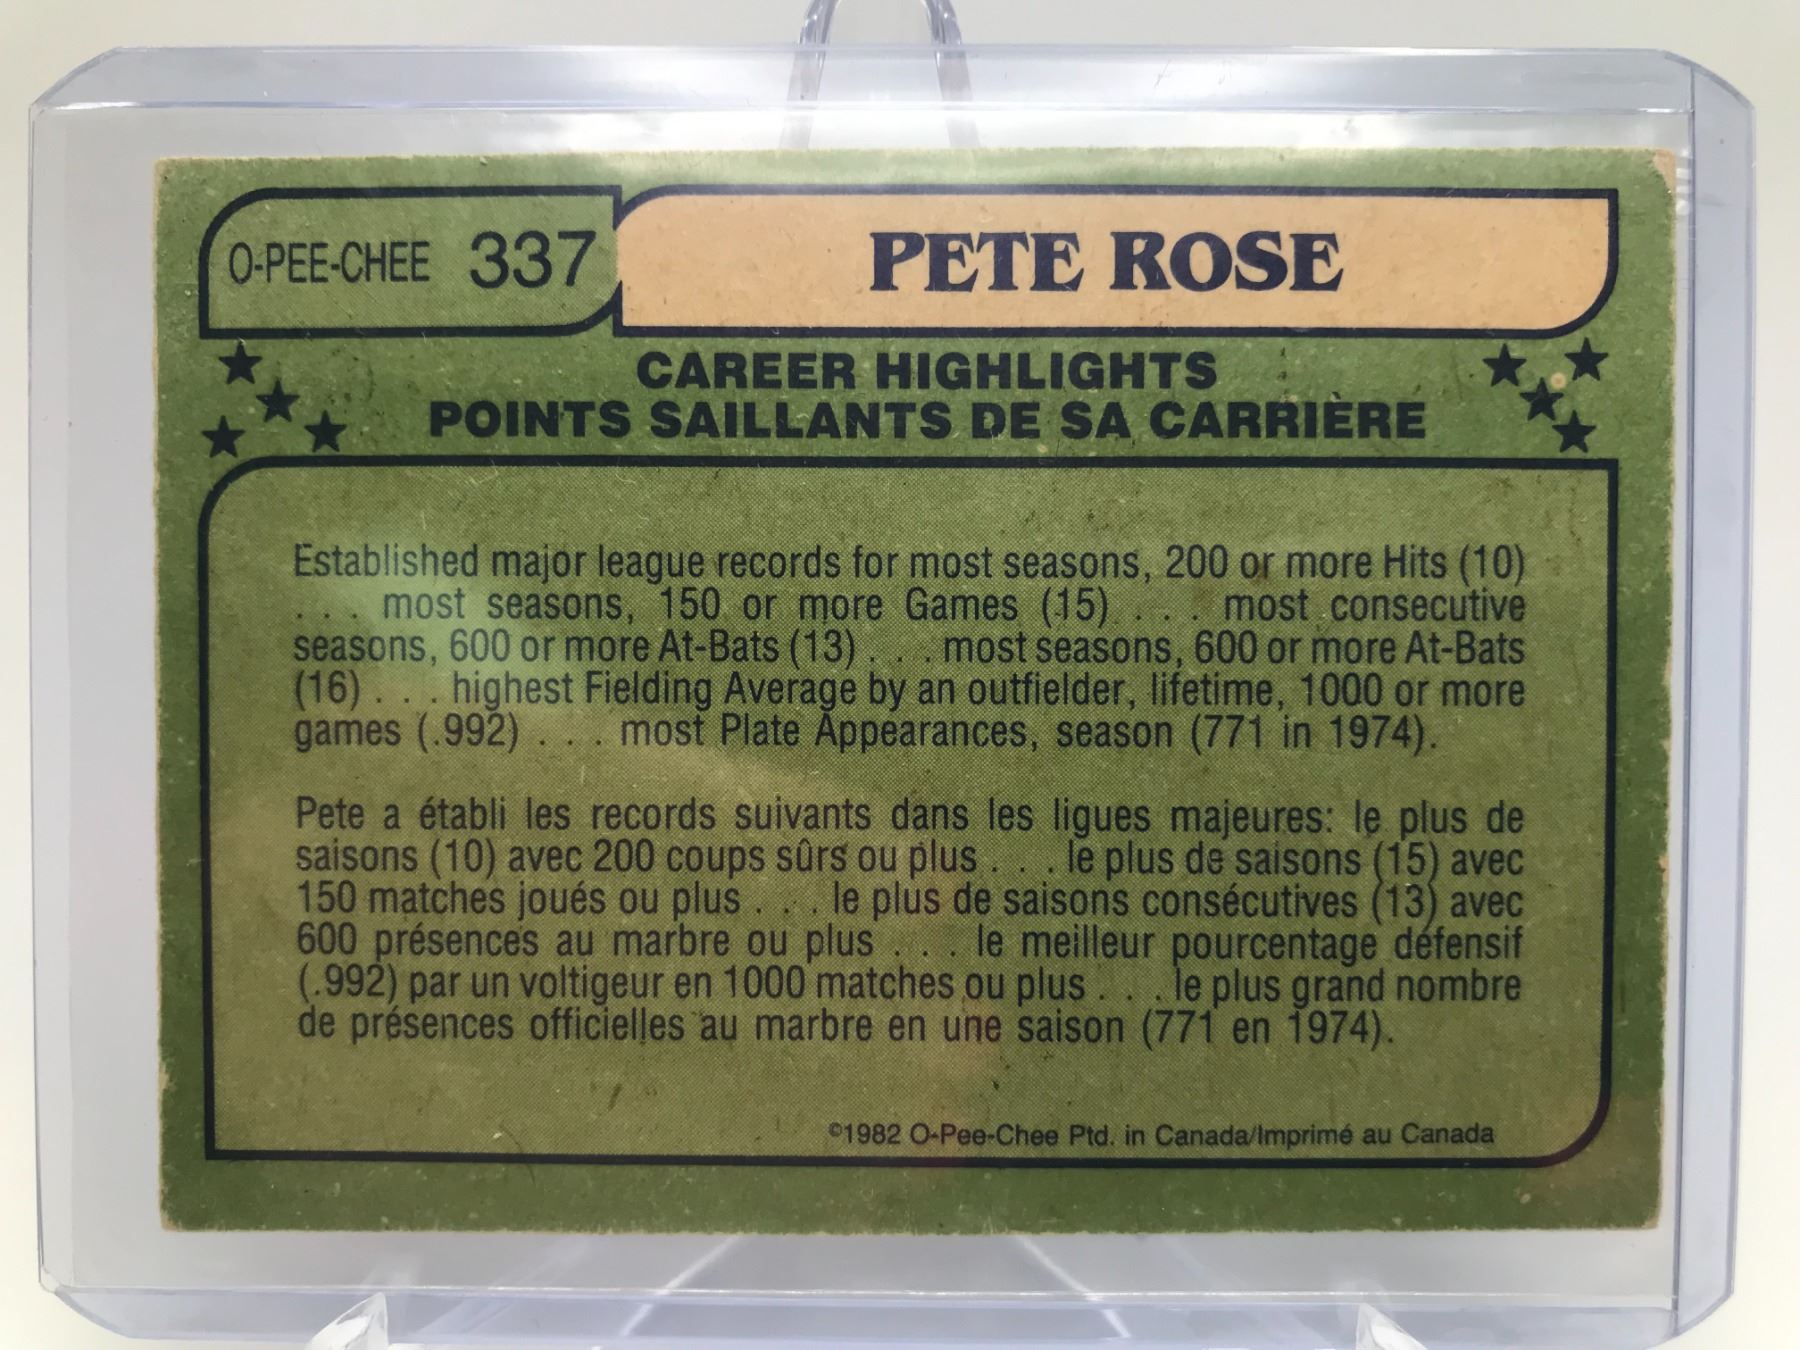 O-PEE-CHEE 337 PETE ROSE
CAREER HIGHLIGHTS
POINTS SAILLANTS DE SA CARRIÈRE
Established major league records for most seasons, 200 or more Hits (10)
. . . most seasons, 150 or more Games (15) . . . most consecutive
seasons, 600 or more At-Bats (13) . . . most seasons, 600 or more At-Bats
(16) . . . highest Fielding Average by an outfielder, lifetime, 1000 or more
games (.992) . . . most Plate Appearances, season (771 in 1974).
Pete a établi les records suivants dans les ligues majeures: le plus de
saisons (10) avec 200 coups sûrs ou plus . . . le plus de saisons (15) avec
150 matches joués ou plus . . . le plus de saisons consécutives (13) avec
600 présences au marbre ou plus . . . le meilleur pourcentage défensif
(.992) par un voltigeur en 1000 matches ou plus . . . le plus grand nombre
de présences officielles au marbre en une saison (771 en 1974).
©1982 O-Pee-Chee Ptd. in Canada/Imprimé au Canada